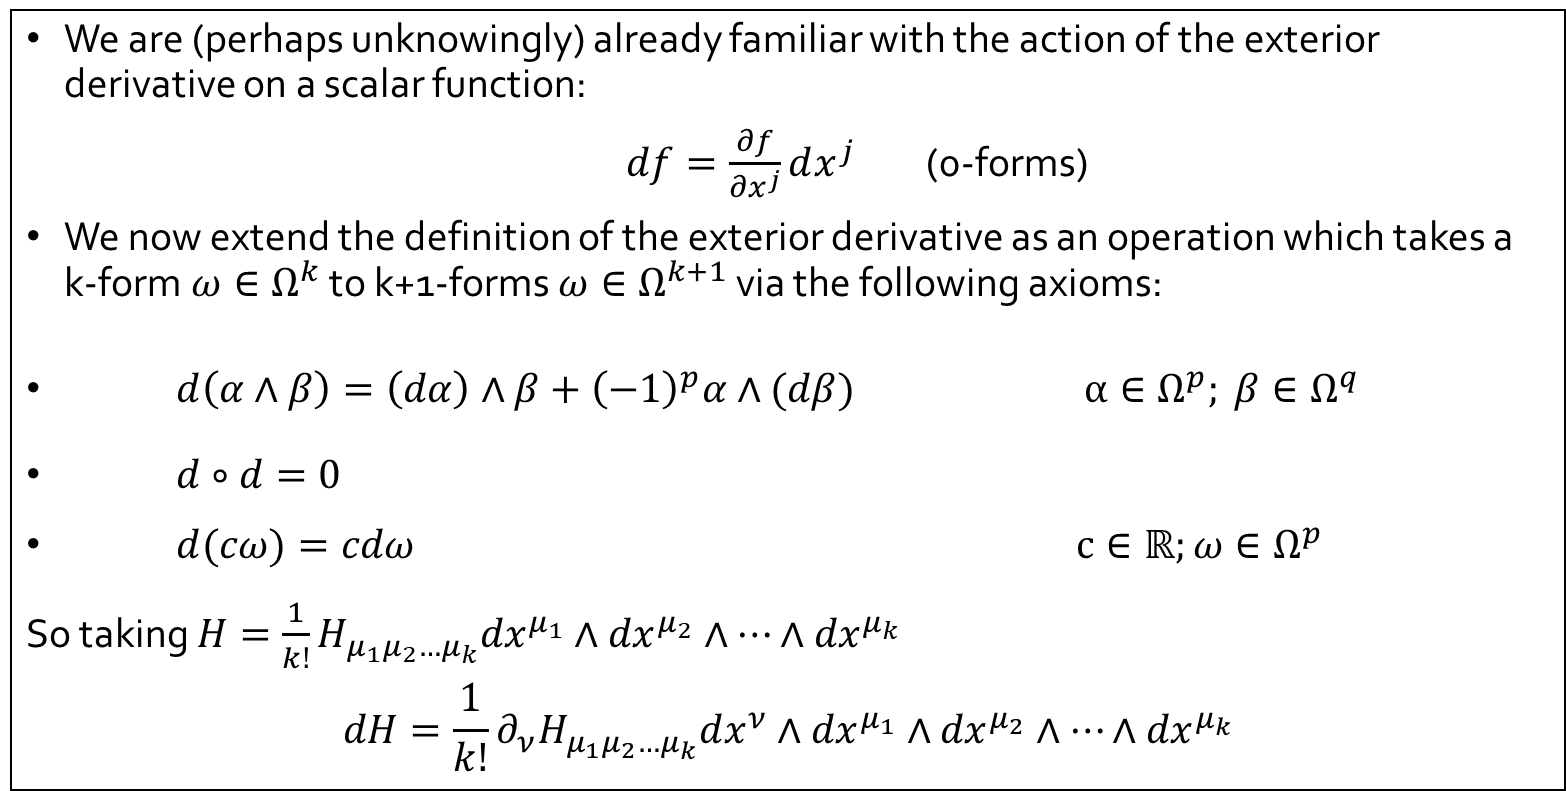 • We are (perhaps unknowingly) already familiar with the action of the exterior
derivative on a scalar function:
𝑑𝑓 = ∂𝑓/∂𝑥^𝑗 𝑑𝑥^𝑗 (0-forms)
• We now extend the definition of the exterior derivative as an operation which takes a
k-form 𝜔 ∈ Ω^𝑘 to k+1-forms 𝜔 ∈ Ω^{𝑘+1} via the following axioms:
• 𝑑(𝛼 ∧ 𝛽) = (𝑑𝛼) ∧ 𝛽 + (−1)^𝑝 𝛼 ∧ (𝑑𝛽) α ∈ Ω^𝑝; 𝛽 ∈ Ω^𝑞
• 𝑑 ∘ 𝑑 = 0
• 𝑑(𝑐𝜔) = 𝑐𝑑𝜔 c ∈ ℝ; 𝜔 ∈ Ω^𝑝
So taking 𝐻 = 1/𝑘! 𝐻_{𝜇₁𝜇₂…𝜇ₖ} 𝑑𝑥^{𝜇₁} ∧ 𝑑𝑥^{𝜇₂} ∧ ⋯ ∧ 𝑑𝑥^{𝜇ₖ}
𝑑𝐻 = 1/𝑘! ∂_𝜈 𝐻_{𝜇₁𝜇₂…𝜇ₖ} 𝑑𝑥^𝜈 ∧ 𝑑𝑥^{𝜇₁} ∧ 𝑑𝑥^{𝜇₂} ∧ ⋯ ∧ 𝑑𝑥^{𝜇ₖ}